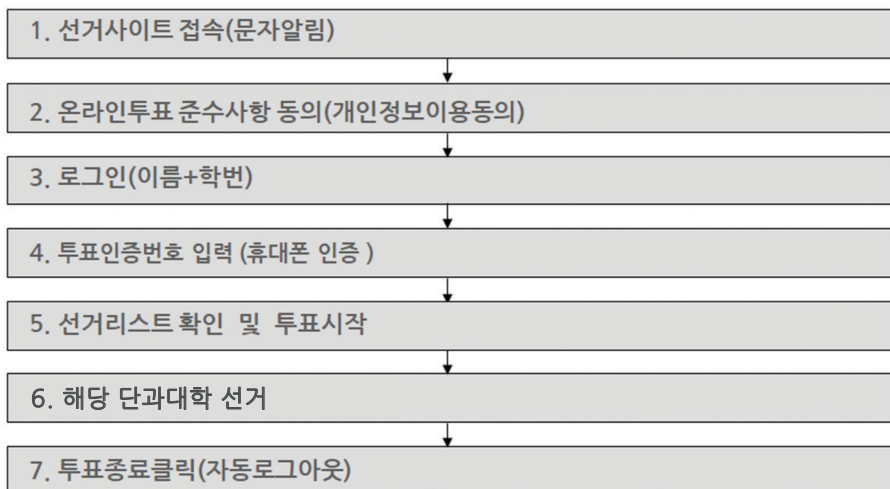 1. 선거사이트 접속(문자알림)
2. 온라인투표 준수사항 동의(개인정보이용동의)
3. 로그인(이름+학번)
4. 투표인증번호 입력 (휴대폰 인증 )
5. 선거리스트 확인 및 투표시작
6. 해당 단과대학 선거
7. 투표종료클릭(자동로그아웃)